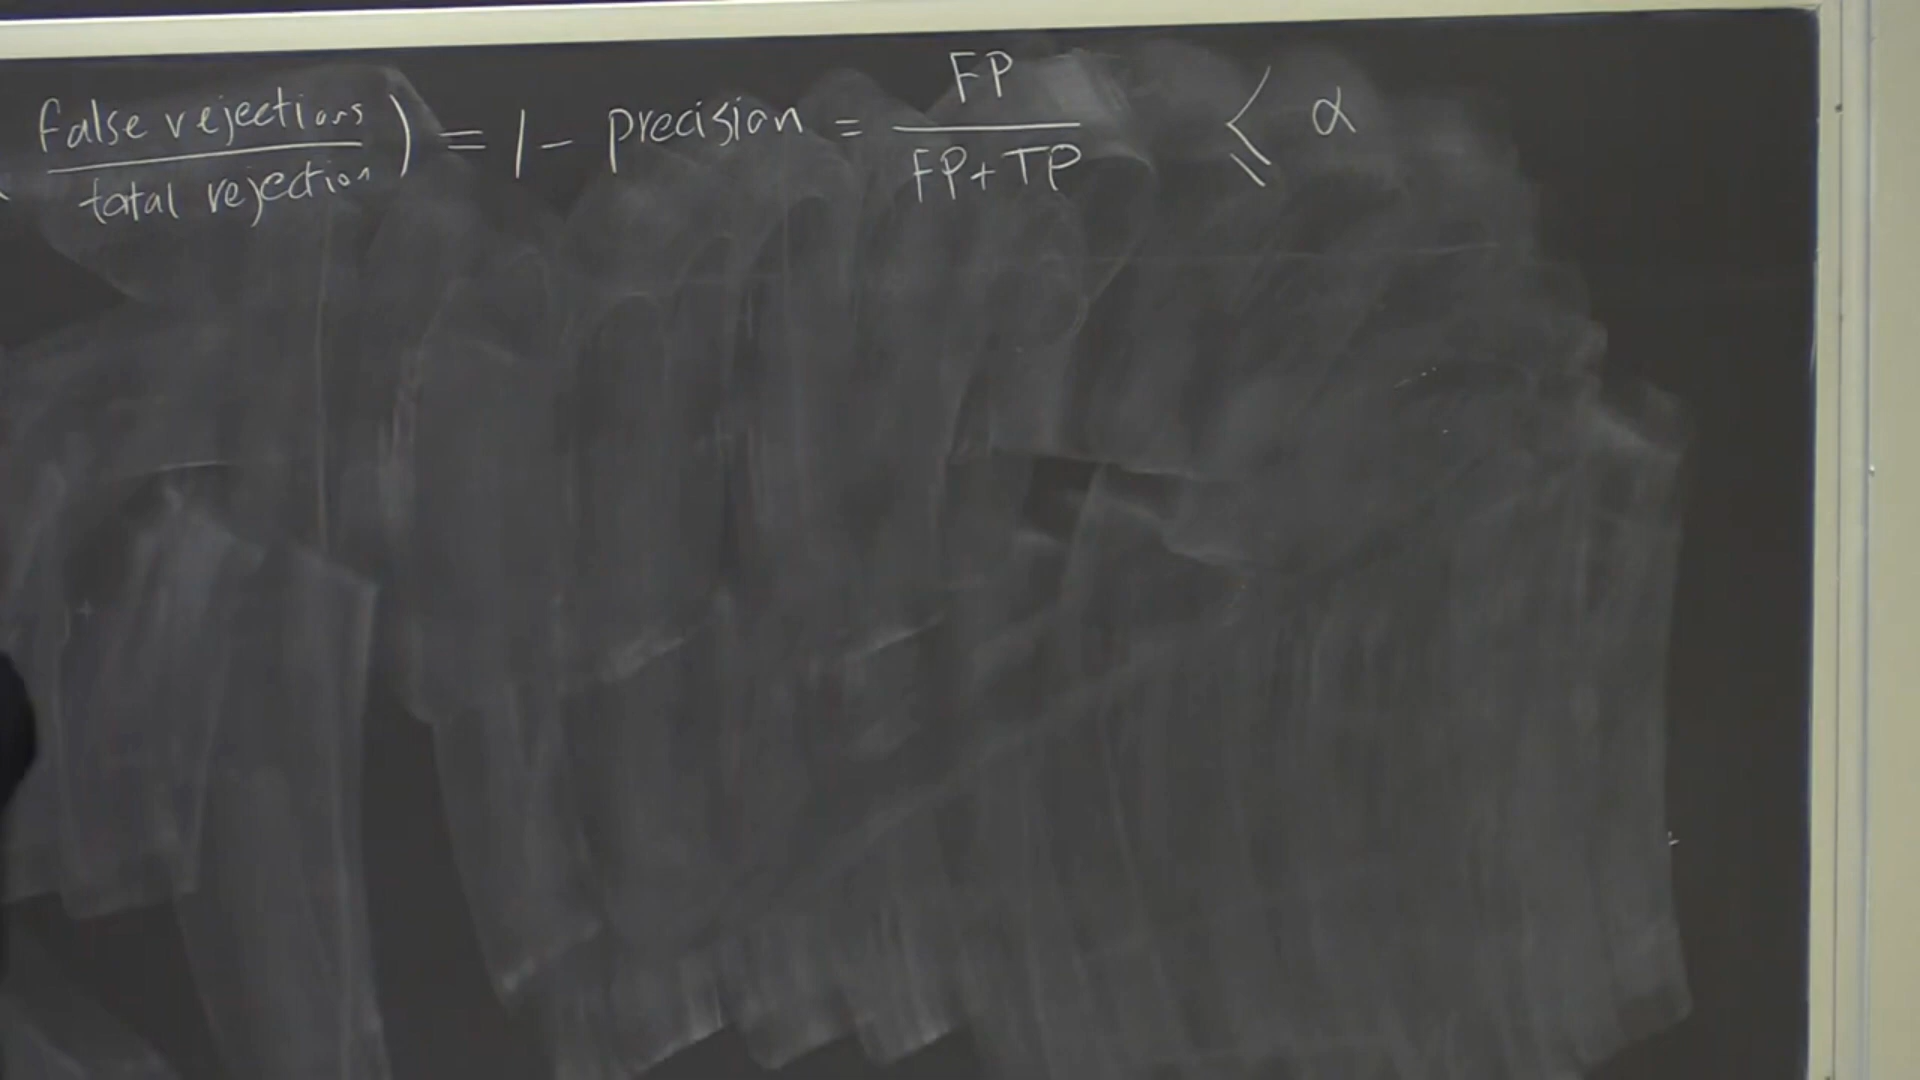 ( false rejections / total rejection ) = 1 - precision = FP / FP+TP ⩽ α